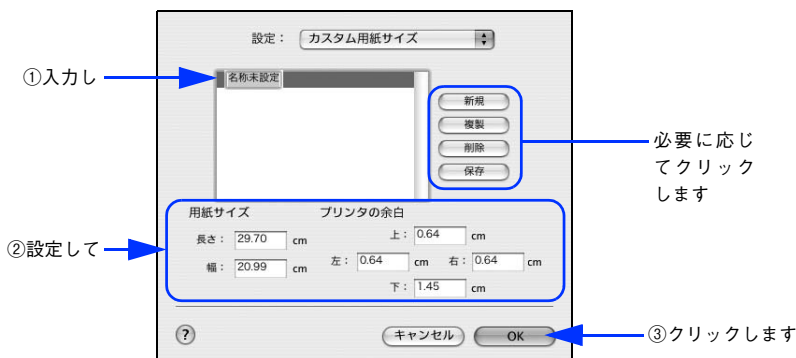 設定： カスタム用紙サイズ
①入力し
名称未設定
新規
複製
削除
保存
必要に応じ
てクリック
します
用紙サイズ プリンタの余白
②設定して
長さ： 29.70 cm
幅： 20.99 cm
上： 0.64 cm
左： 0.64 cm 右： 0.64 cm
下： 1.45 cm
? キャンセル OK
③クリックします